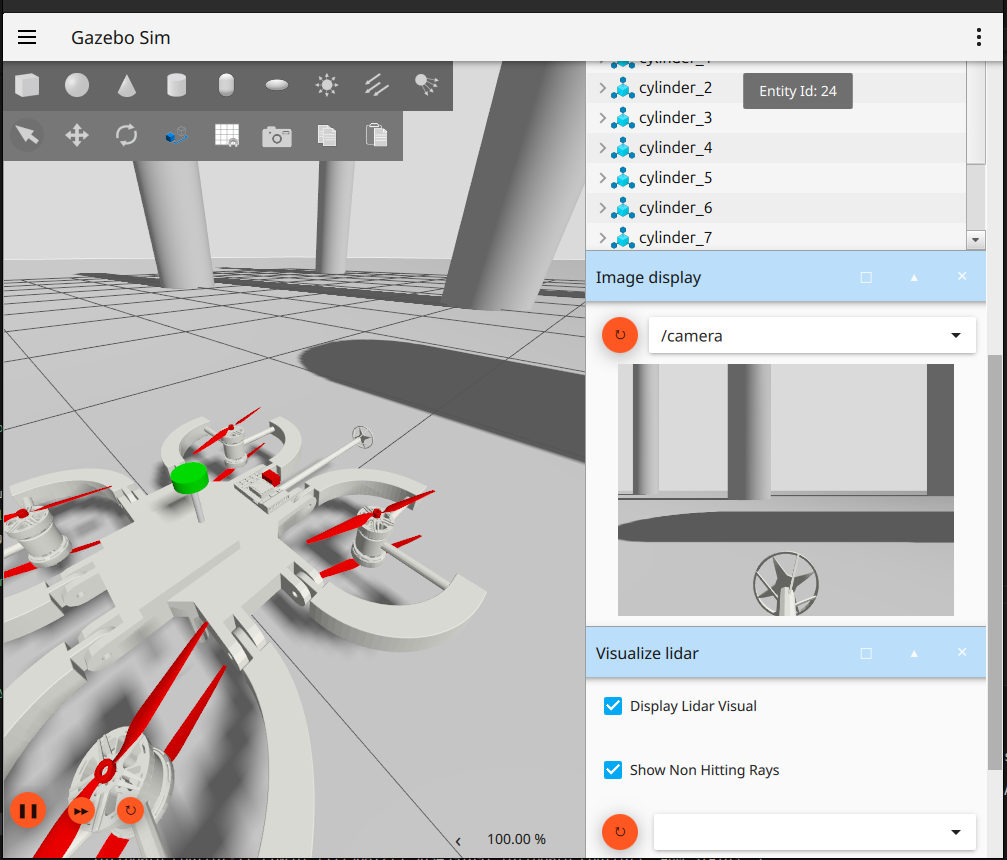 Gazebo Sim
cylinder_2
Entity Id: 24
cylinder_3
cylinder_4
cylinder_5
cylinder_6
cylinder_7
Image display
/camera
Visualize lidar
Display Lidar Visual
Show Non Hitting Rays
100.00 %